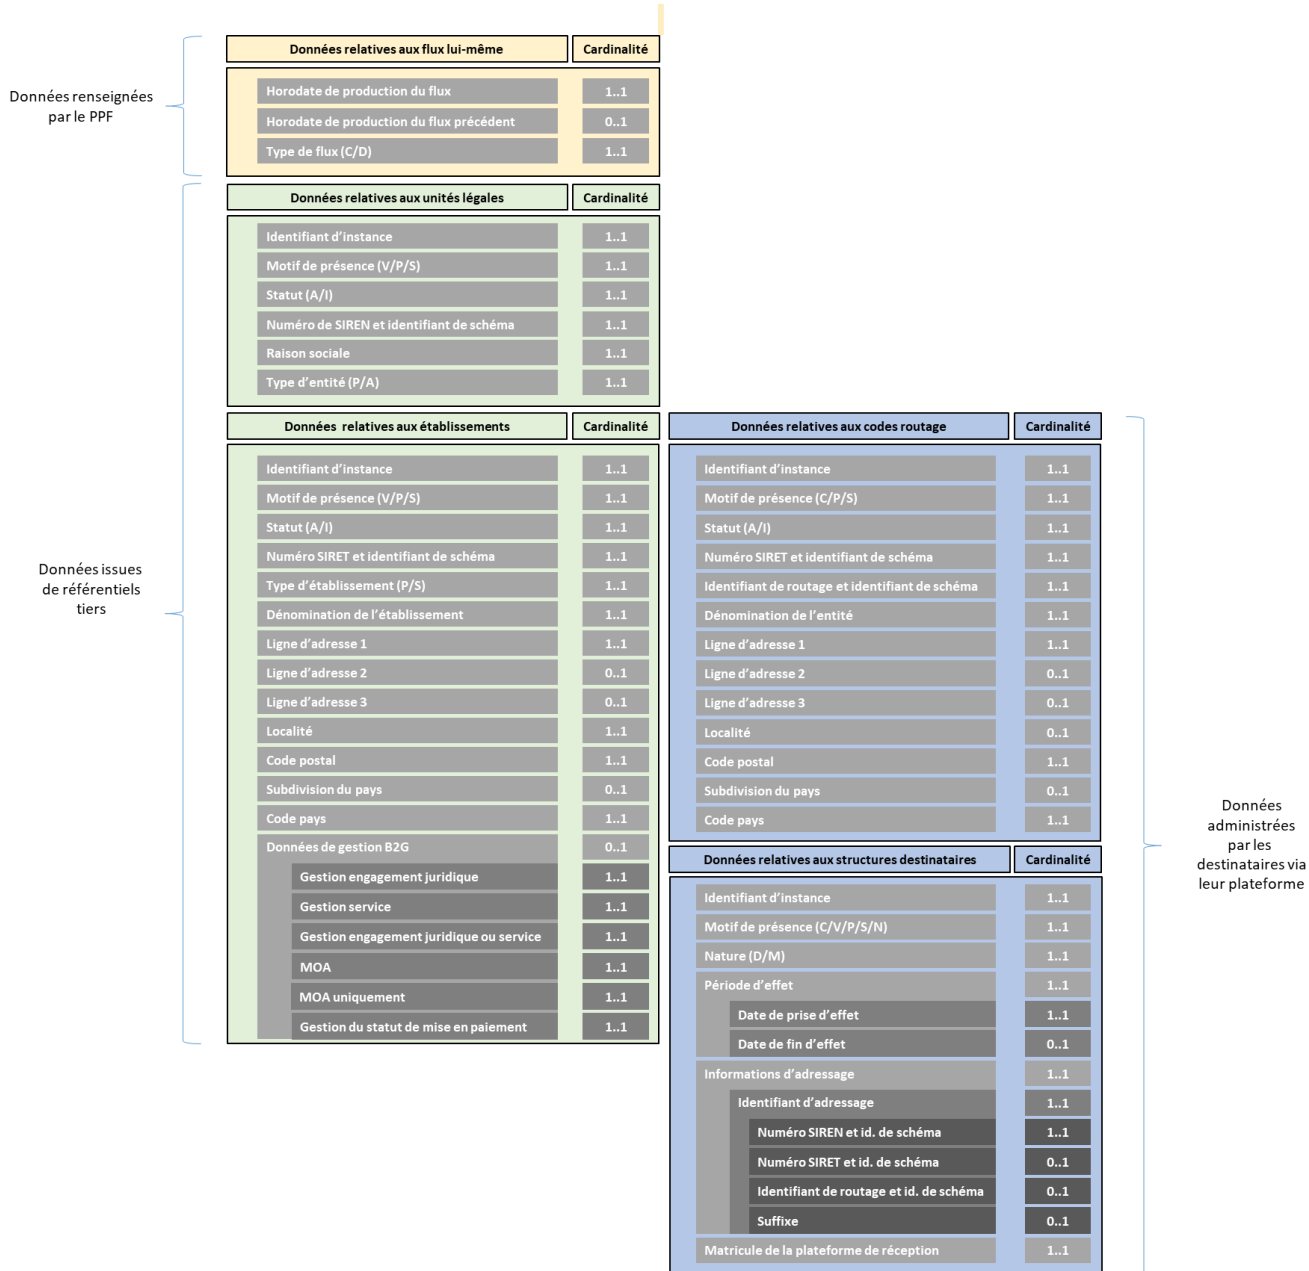 Données renseignées
par le PPF
Données relatives aux flux lui-même Cardinalité
Horodate de production du flux 1..1
Horodate de production du flux précédent 0..1
Type de flux (C/D) 1..1
Données issues
de référentiels
tiers
Données relatives aux unités légales Cardinalité
Identifiant d'instance 1..1
Motif de présence (V/P/S) 1..1
Statut (A/I) 1..1
Numéro de SIREN et identifiant de schéma 1..1
Raison sociale 1..1
Type d'entité (P/A) 1..1
Données relatives aux établissements Cardinalité
Identifiant d'instance 1..1
Motif de présence (V/P/S) 1..1
Statut (A/I) 1..1
Numéro SIRET et identifiant de schéma 1..1
Type d'établissement (P/S) 1..1
Dénomination de l'établissement 1..1
Ligne d'adresse 1 1..1
Ligne d'adresse 2 0..1
Ligne d'adresse 3 0..1
Localité 1..1
Code postal 1..1
Subdivision du pays 0..1
Code pays 1..1
Données de gestion B2G 0..1
Gestion engagement juridique 1..1
Gestion service 1..1
Gestion engagement juridique ou service 1..1
MOA 1..1
MOA uniquement 1..1
Gestion du statut de mise en paiement 1..1
Données relatives aux codes routage Cardinalité
Identifiant d'instance 1..1
Motif de présence (C/P/S) 1..1
Statut (A/I) 1..1
Numéro SIRET et identifiant de schéma 1..1
Identifiant de routage et identifiant de schéma 1..1
Dénomination de l'entité 1..1
Ligne d'adresse 1 1..1
Ligne d'adresse 2 0..1
Ligne d'adresse 3 0..1
Localité 0..1
Code postal 1..1
Subdivision du pays 0..1
Code pays 1..1
Données relatives aux structures destinataires Cardinalité
Identifiant d'instance 1..1
Motif de présence (C/V/P/S/N) 1..1
Nature (D/M) 1..1
Période d'effet 1..1
Date de prise d'effet 1..1
Date de fin d'effet 0..1
Informations d'adressage 1..1
Identifiant d'adressage 1..1
Numéro SIREN et id. de schéma 1..1
Numéro SIRET et id. de schéma 0..1
Identifiant de routage et id. de schéma 0..1
Suffixe 0..1
Matricule de la plateforme de réception 1..1
Données
administrées
par les
destinataires via
leur plateforme